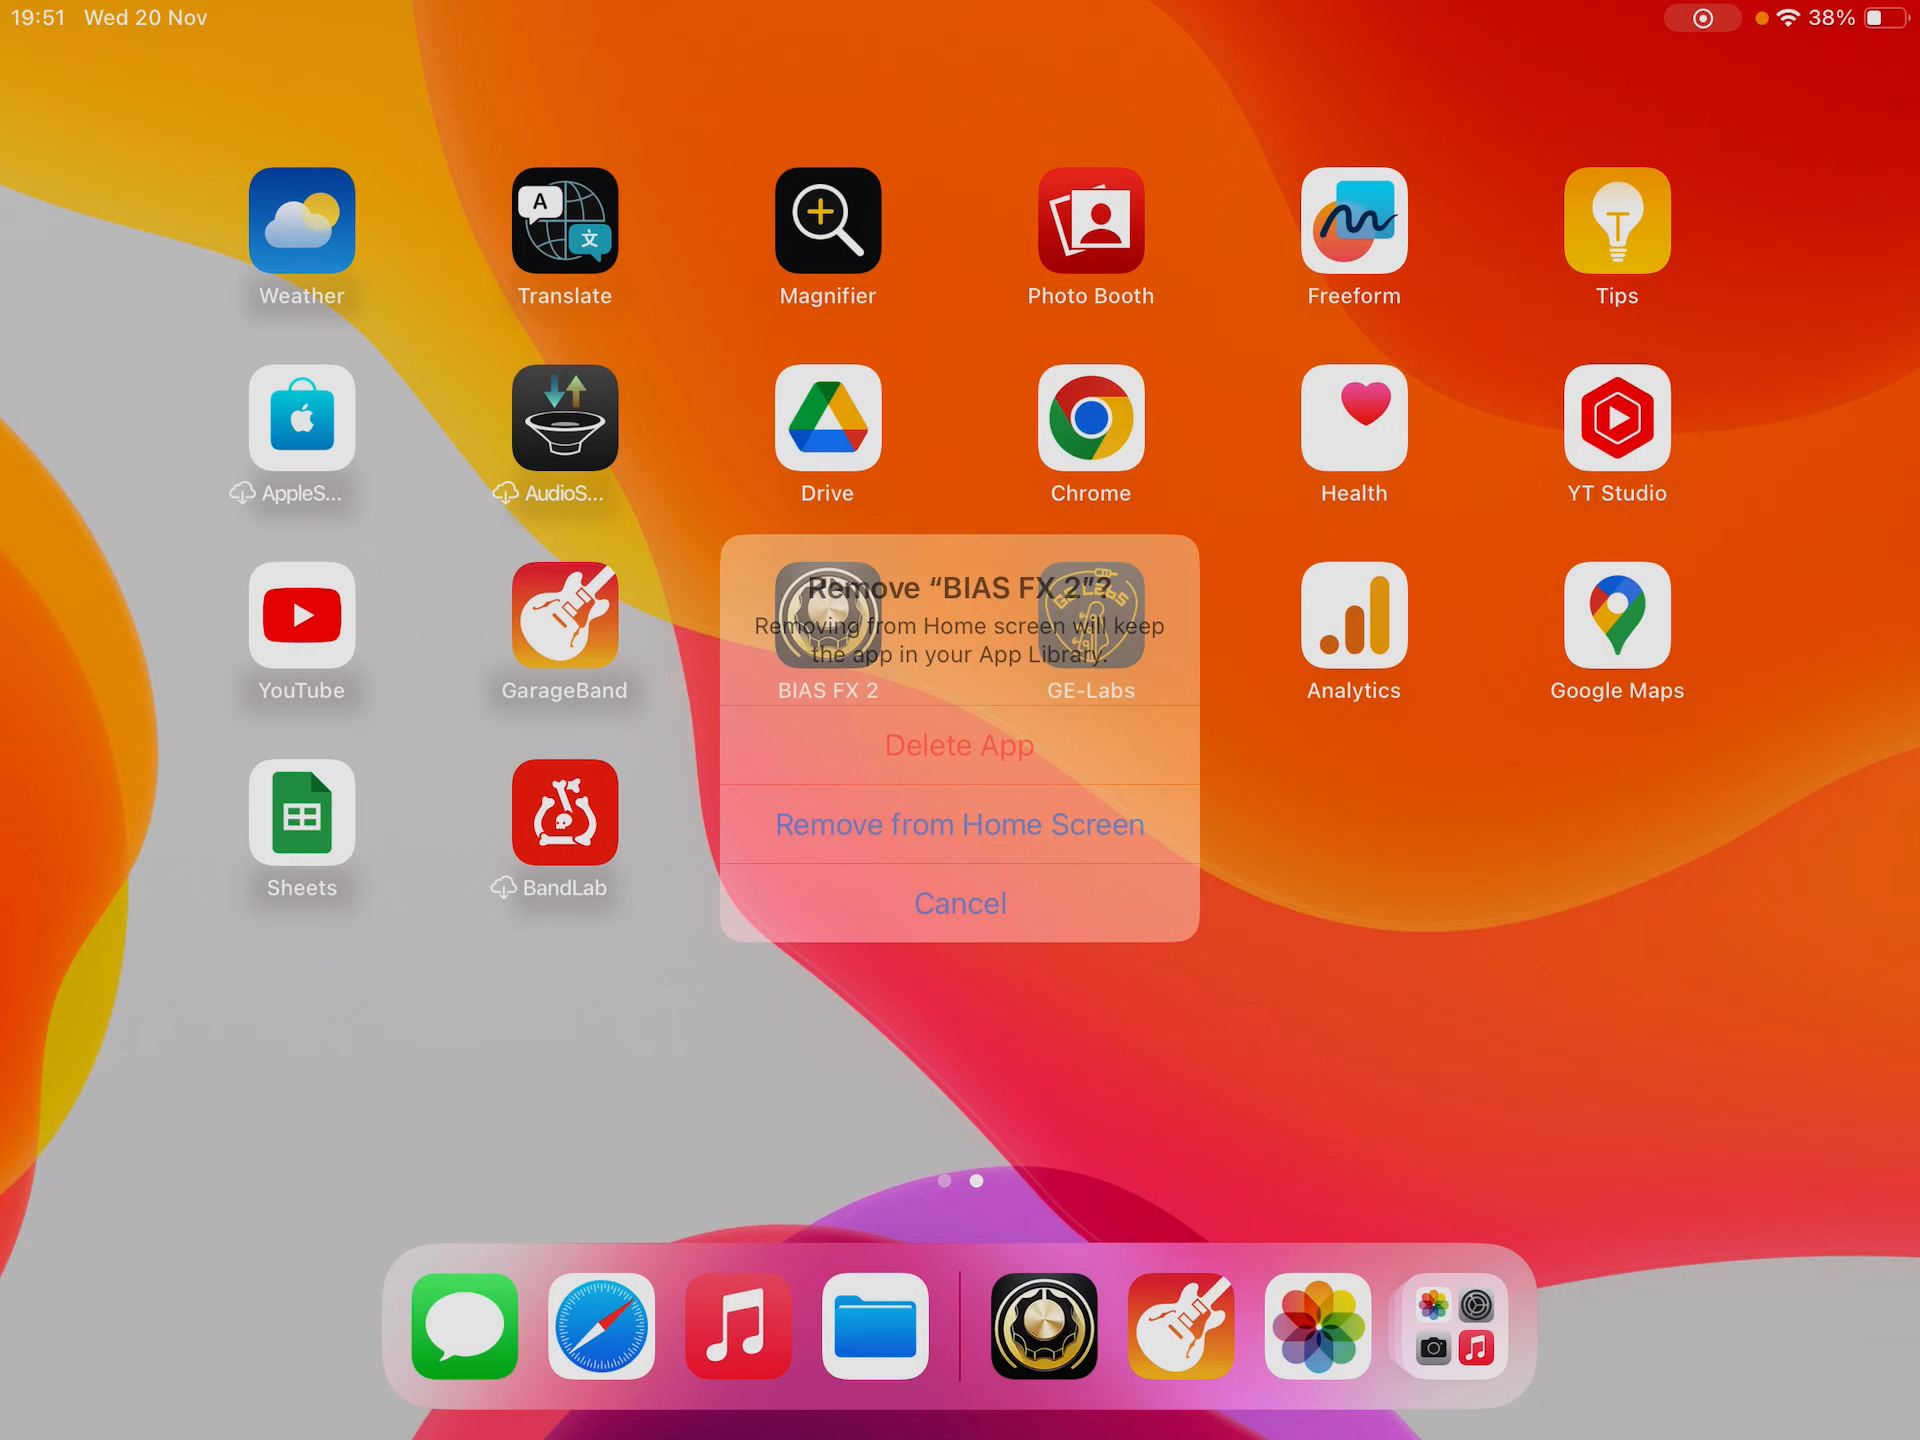 19:51 Wed 20 Nov
38%
Weather
Translate
Magnifier
Photo Booth
Freeform
Tips
AppleS...
AudioS...
Drive
Chrome
Health
YT Studio
Remove “BIAS FX 2”?
Removing from Home screen will keep
the app in your App Library.
YouTube
GarageBand
BIAS FX 2
GE-Labs
Analytics
Google Maps
Delete App
Remove from Home Screen
Cancel
Sheets
BandLab